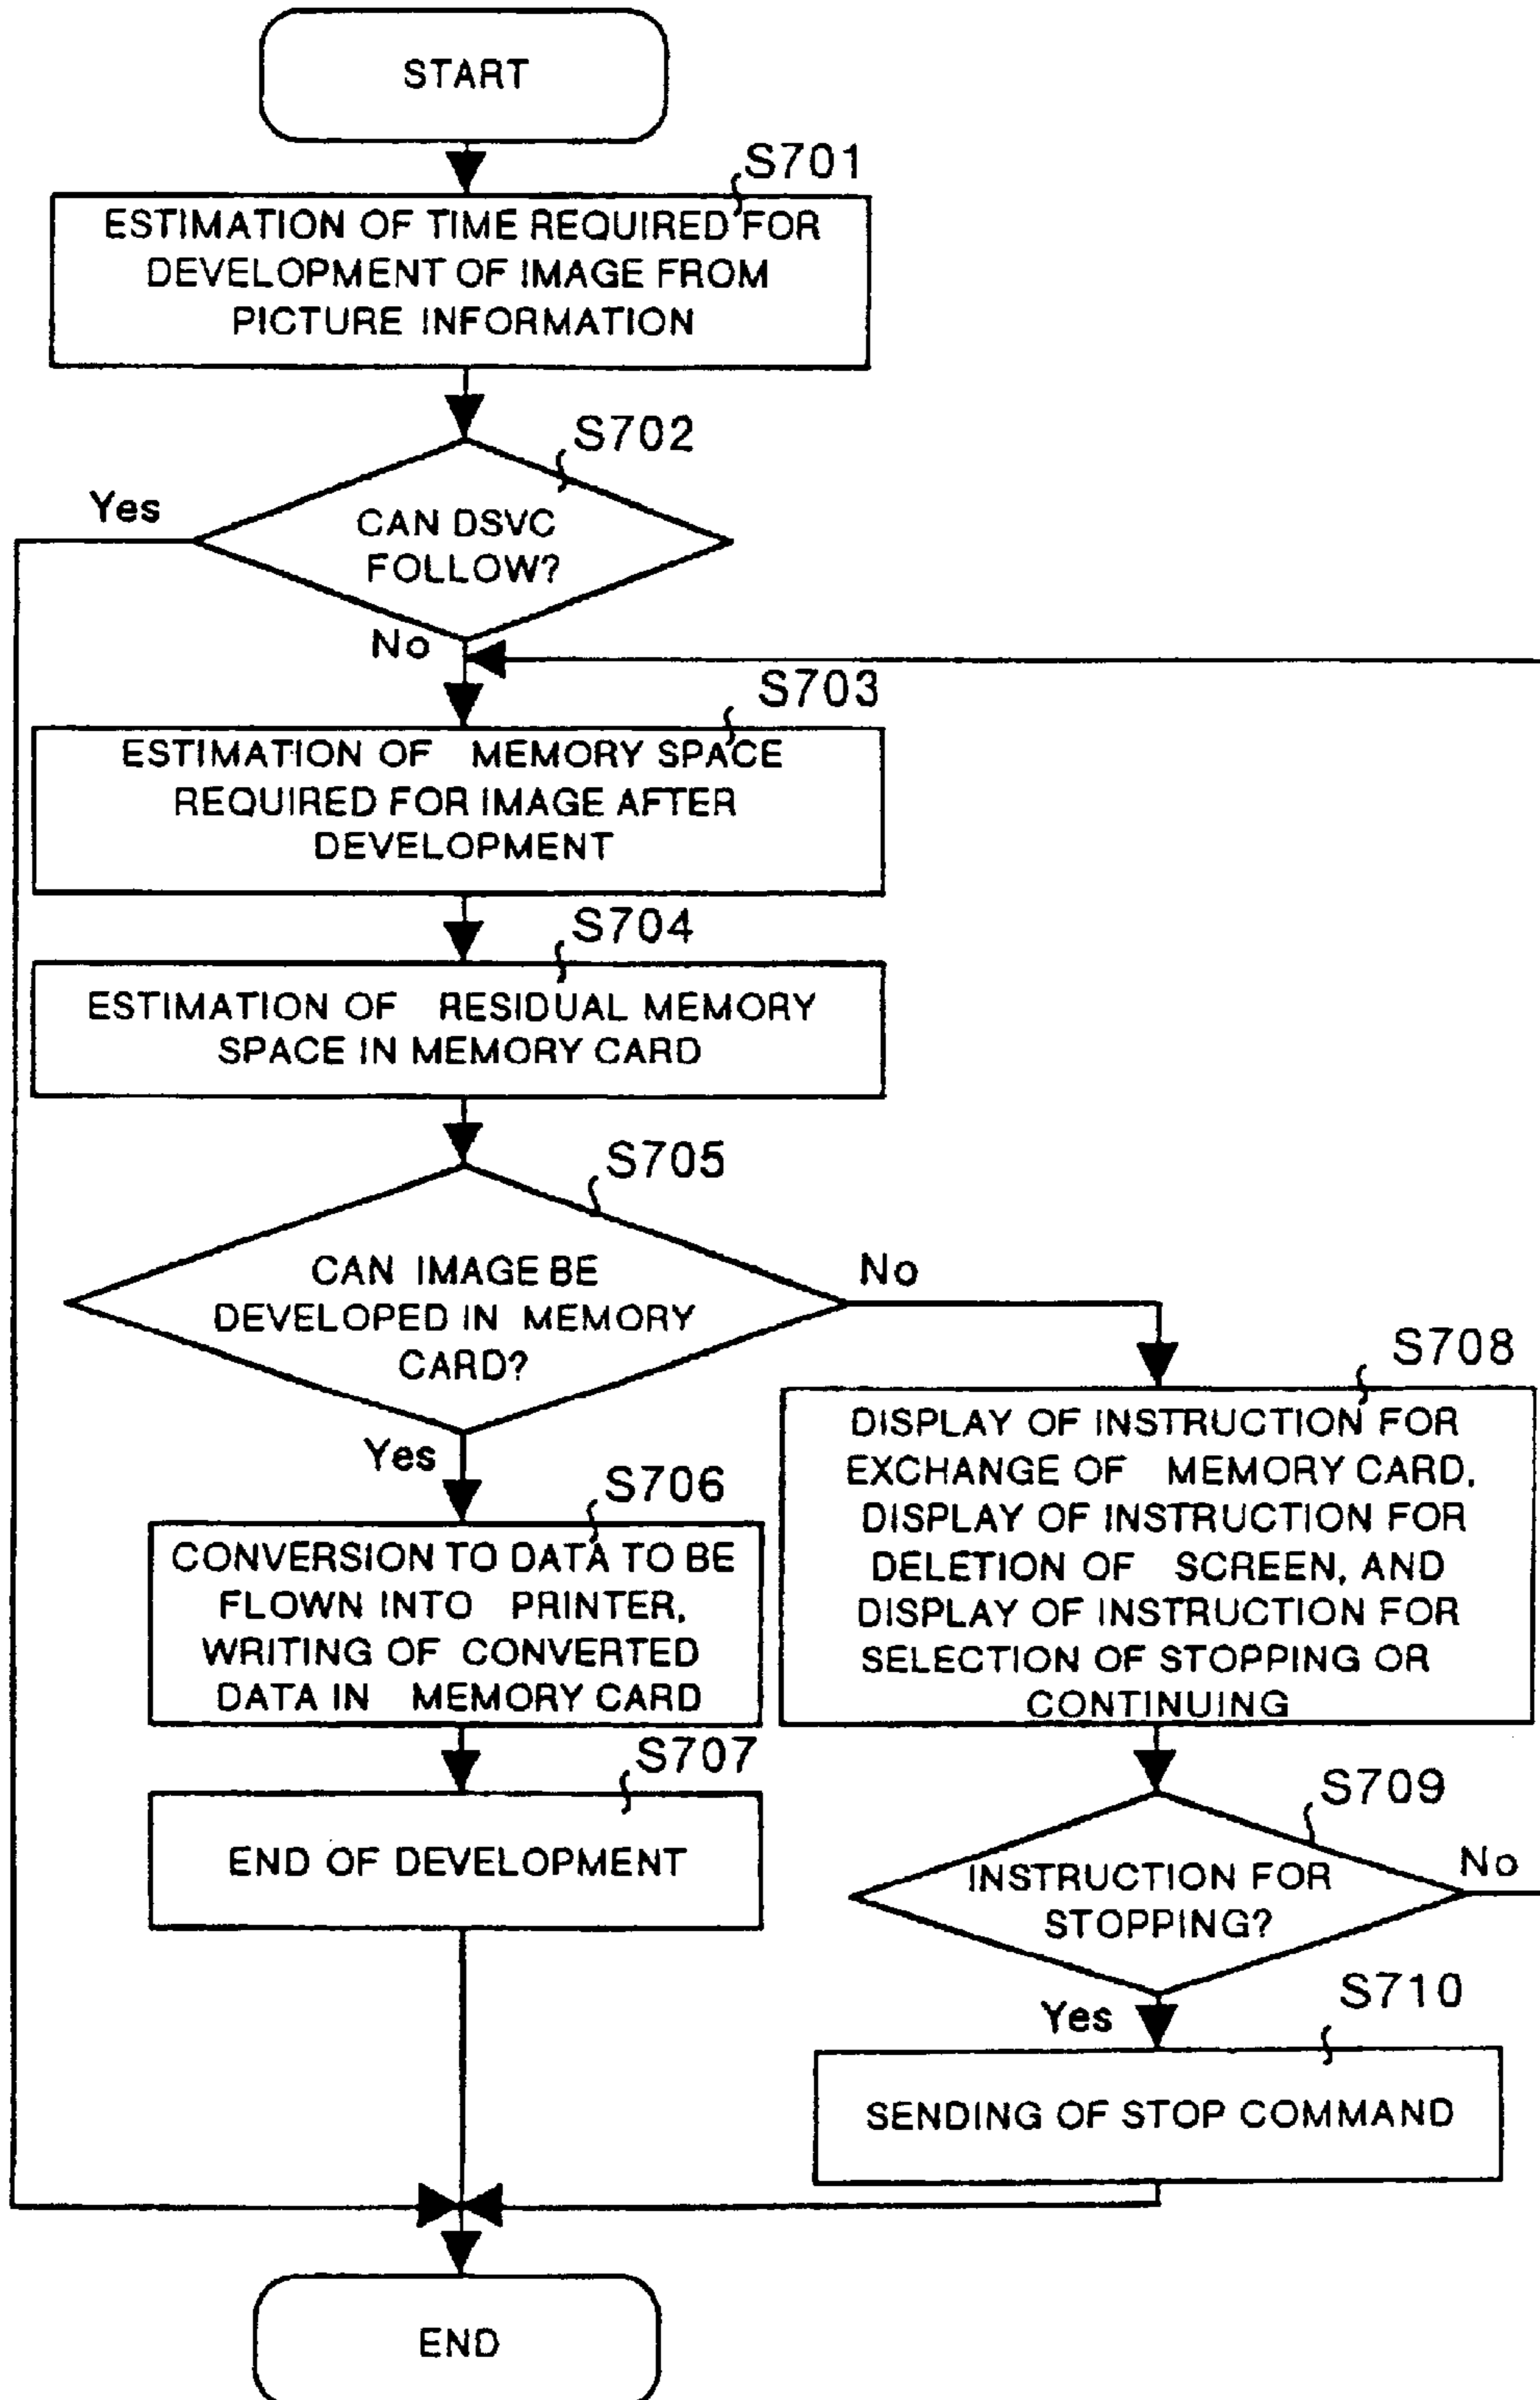 START
S701
ESTIMATION OF TIME REQUIRED FOR
DEVELOPMENT OF IMAGE FROM
PICTURE INFORMATION
S702
Yes
CAN DSVC
FOLLOW?
No
S703
ESTIMATION OF MEMORY SPACE
REQUIRED FOR IMAGE AFTER
DEVELOPMENT
S704
ESTIMATION OF RESIDUAL MEMORY
SPACE IN MEMORY CARD
S705
CAN IMAGE BE
DEVELOPED IN MEMORY
CARD?
No
Yes
S706
CONVERSION TO DATA TO BE
FLOWN INTO PRINTER,
WRITING OF CONVERTED
DATA IN MEMORY CARD
S707
END OF DEVELOPMENT
S708
DISPLAY OF INSTRUCTION FOR
EXCHANGE OF MEMORY CARD,
DISPLAY OF INSTRUCTION FOR
DELETION OF SCREEN, AND
DISPLAY OF INSTRUCTION FOR
SELECTION OF STOPPING OR
CONTINUING
S709
INSTRUCTION FOR
STOPPING?
No
Yes
S710
SENDING OF STOP COMMAND
END